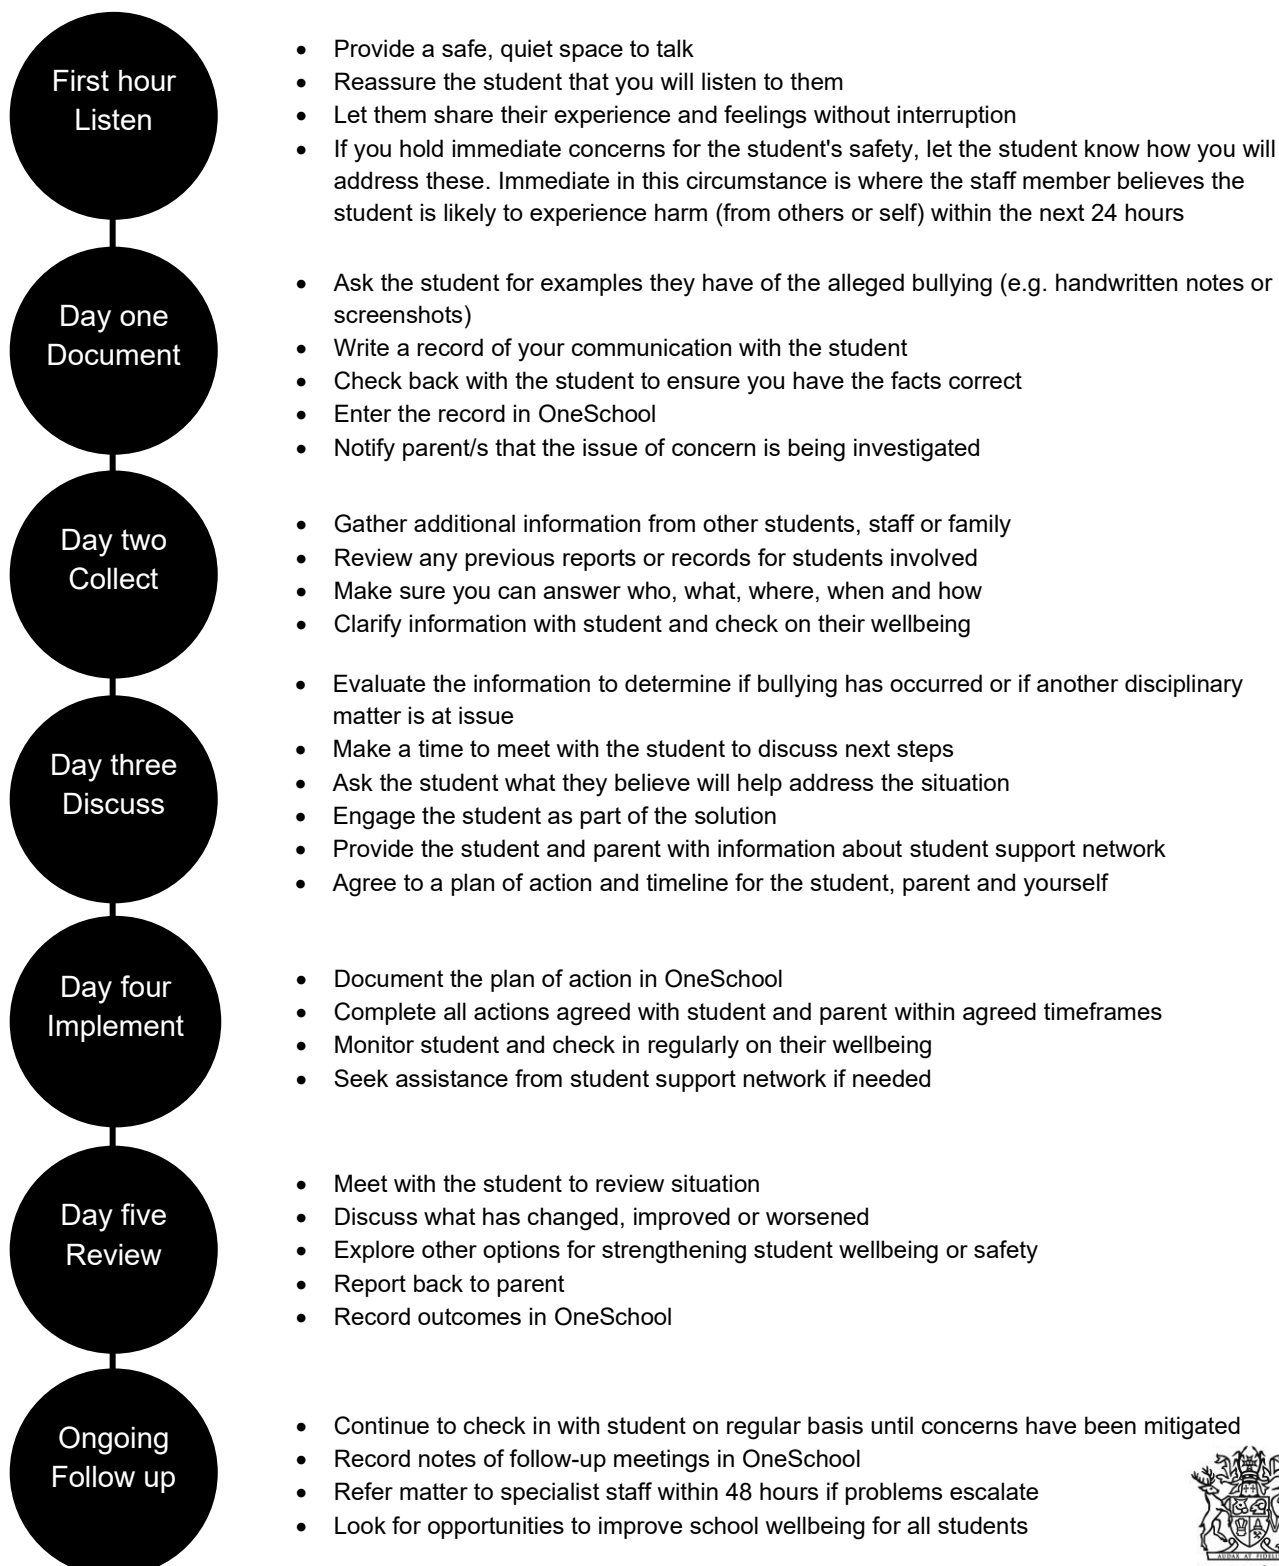 First hour
Listen
• Provide a safe, quiet space to talk
• Reassure the student that you will listen to them
• Let them share their experience and feelings without interruption
• If you hold immediate concerns for the student's safety, let the student know how you will
address these. Immediate in this circumstance is where the staff member believes the
student is likely to experience harm (from others or self) within the next 24 hours
Day one
Document
• Ask the student for examples they have of the alleged bullying (e.g. handwritten notes or
screenshots)
• Write a record of your communication with the student
• Check back with the student to ensure you have the facts correct
• Enter the record in OneSchool
• Notify parent/s that the issue of concern is being investigated
Day two
Collect
• Gather additional information from other students, staff or family
• Review any previous reports or records for students involved
• Make sure you can answer who, what, where, when and how
• Clarify information with student and check on their wellbeing
Day three
Discuss
• Evaluate the information to determine if bullying has occurred or if another disciplinary
matter is at issue
• Make a time to meet with the student to discuss next steps
• Ask the student what they believe will help address the situation
• Engage the student as part of the solution
• Provide the student and parent with information about student support network
• Agree to a plan of action and timeline for the student, parent and yourself
Day four
Implement
• Document the plan of action in OneSchool
• Complete all actions agreed with student and parent within agreed timeframes
• Monitor student and check in regularly on their wellbeing
• Seek assistance from student support network if needed
Day five
Review
• Meet with the student to review situation
• Discuss what has changed, improved or worsened
• Explore other options for strengthening student wellbeing or safety
• Report back to parent
• Record outcomes in OneSchool
Ongoing
Follow up
• Continue to check in with student on regular basis until concerns have been mitigated
• Record notes of follow-up meetings in OneSchool
• Refer matter to specialist staff within 48 hours if problems escalate
• Look for opportunities to improve school wellbeing for all students